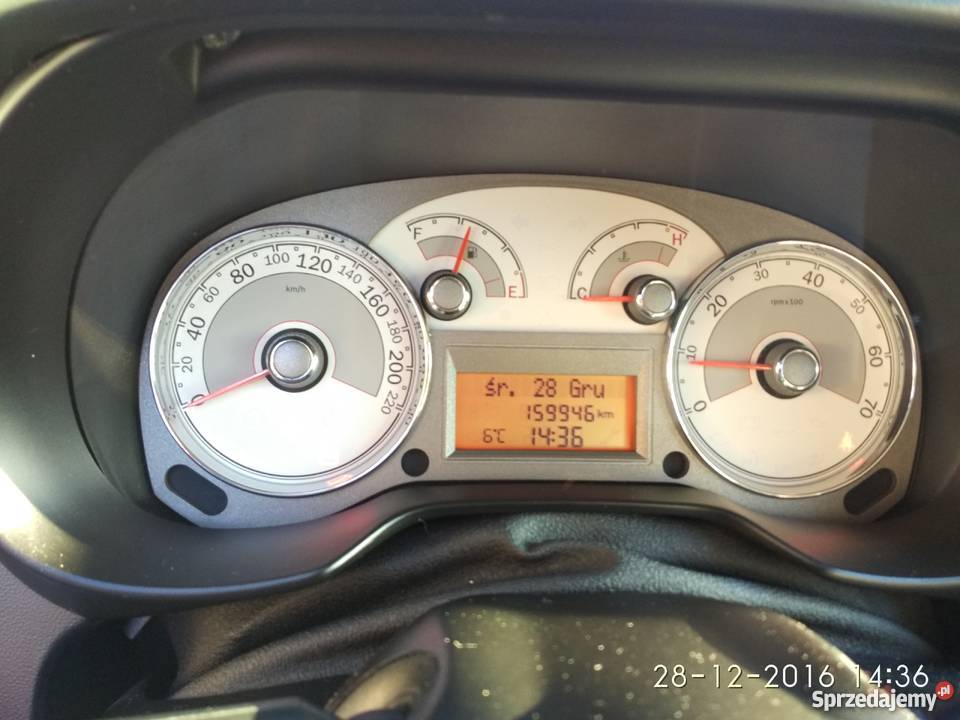 0 20 40 60 80 100 120 140 160 180 200 220
km/h
F E
C H
0 10 20 30 40 50 60 70
rpm x 100
śr. 28 Gru
159946 km
6°C 14:36
28-12-2016 14:36
Sprzedajemy.pl